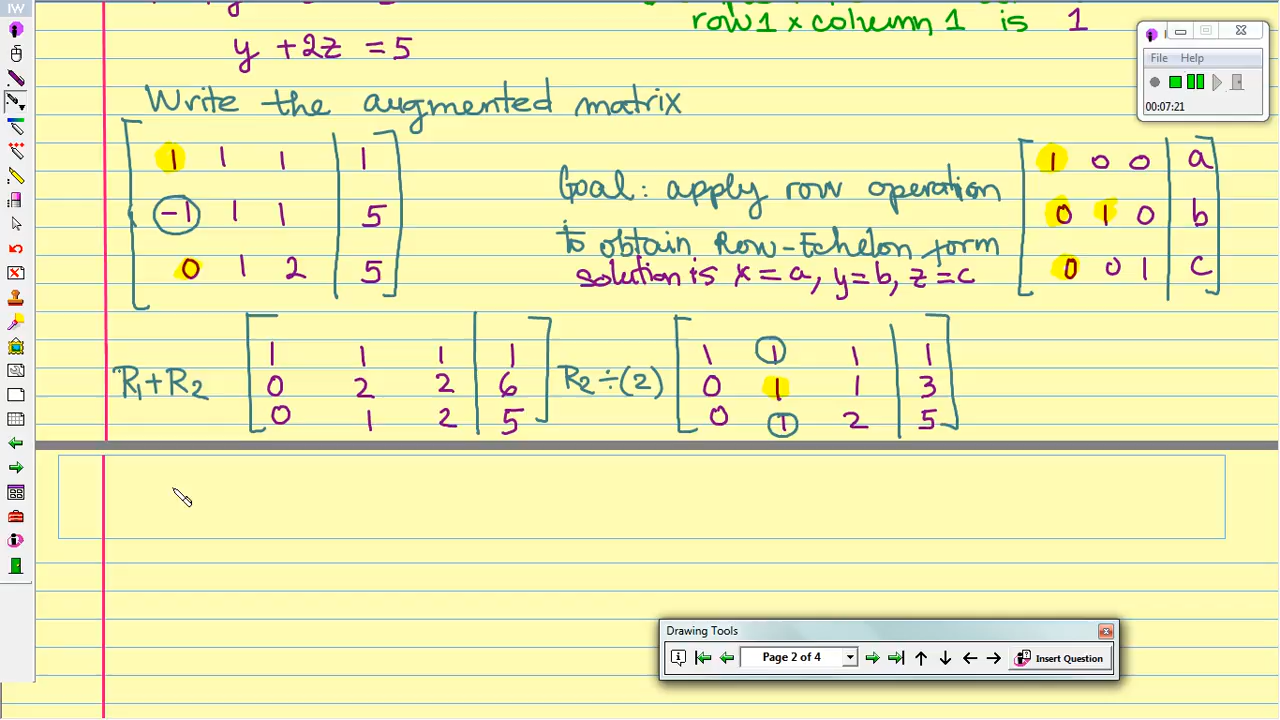 IW
row 1 x column 1 is 1
y + 2z = 5
File Help
00:07:21
Write the augmented matrix
1 1 1 | 1
-1 1 1 | 5
0 1 2 | 5
Goal: apply row operation
to obtain Row-Echelon form
solution is x = a, y = b, z = c
1 0 0 | a
0 1 0 | b
0 0 1 | c
R1 + R2
1 1 1 | 1
0 2 2 | 6
0 1 2 | 5
R2 ÷ (2)
1 1 1 | 1
0 1 1 | 3
0 1 2 | 5
Drawing Tools
Page 2 of 4
Insert Question